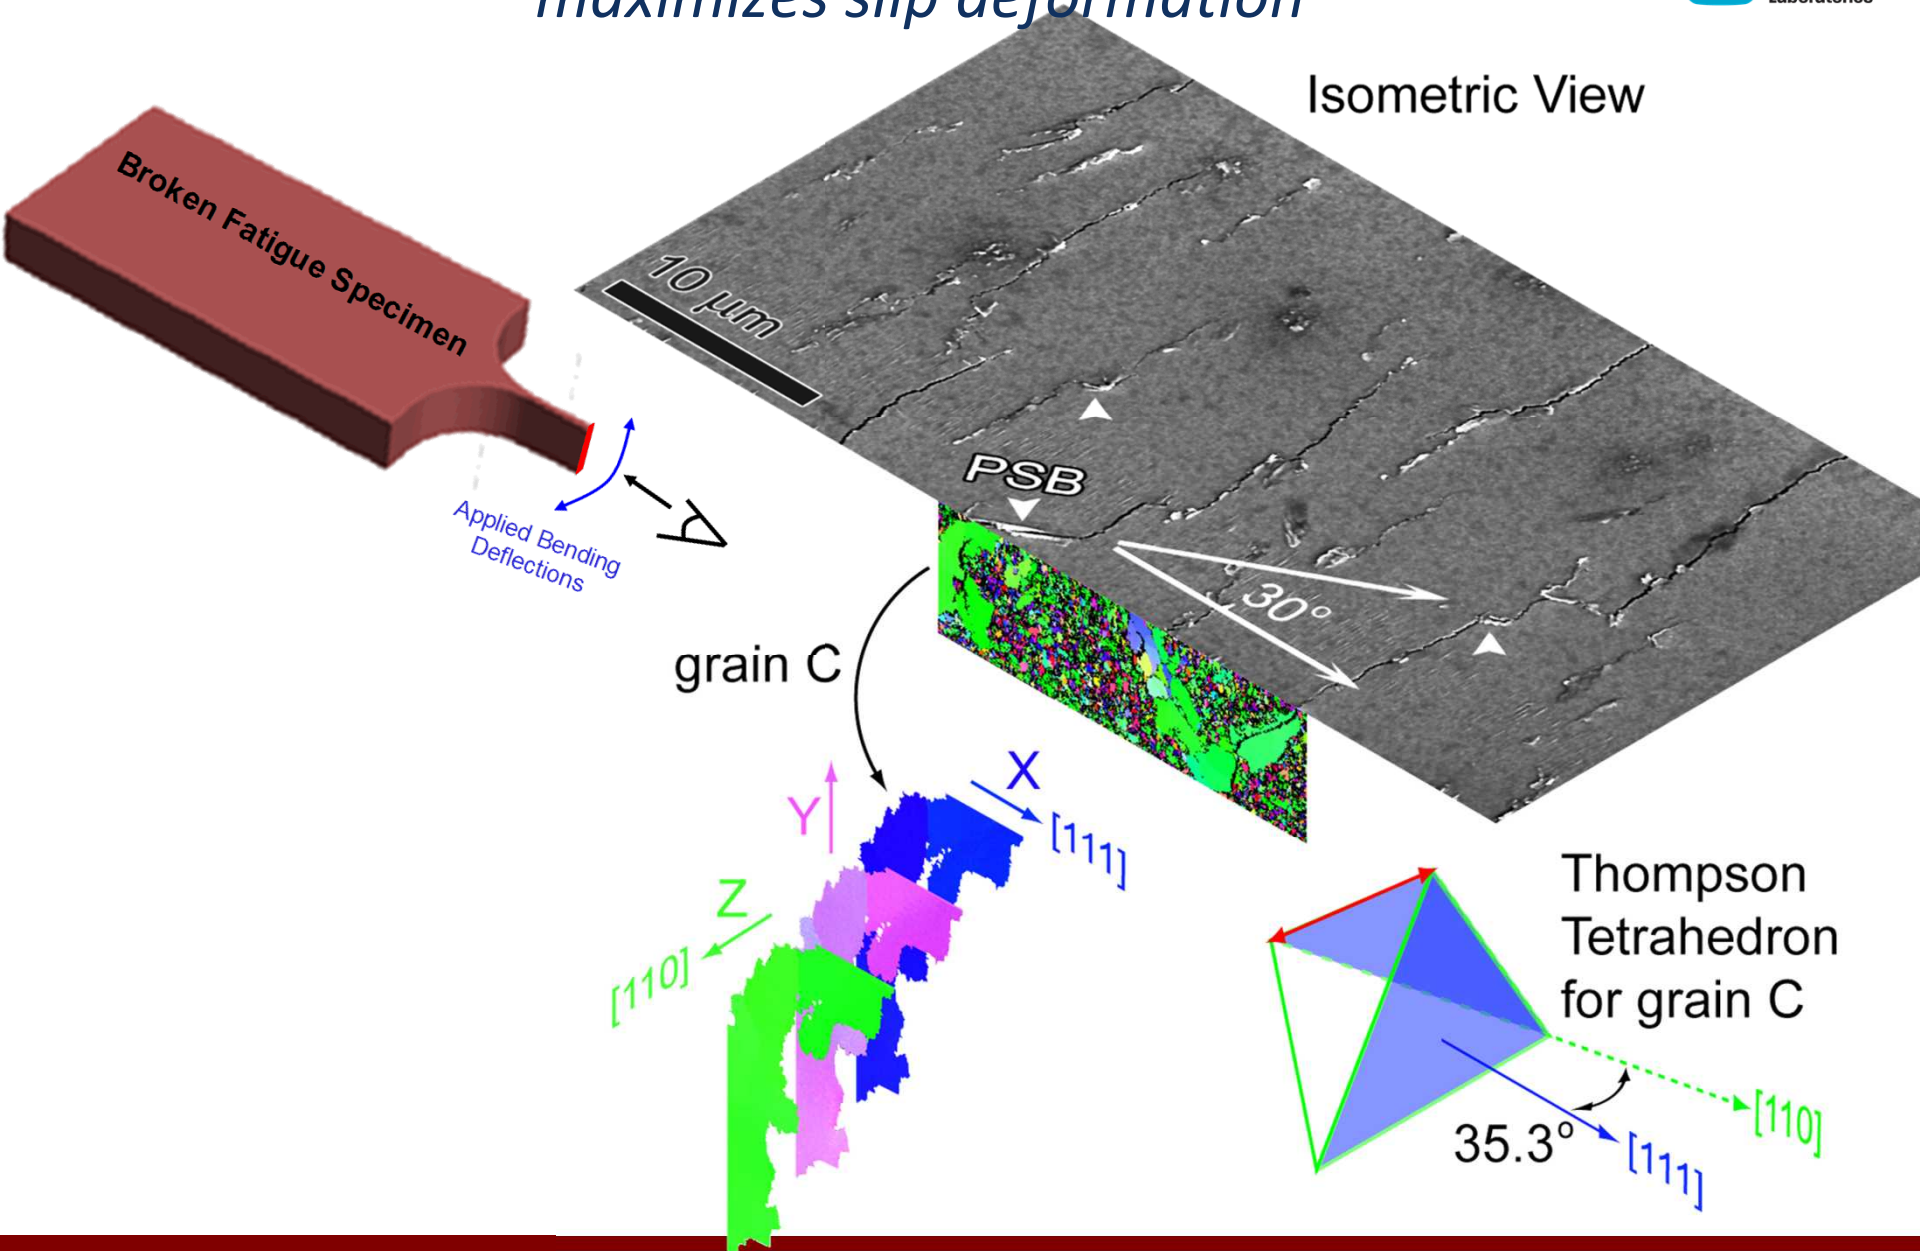 maximizes slip deformation
Laboratories
Isometric View
Broken Fatigue Specimen
10 µm
PSB
Applied Bending
Deflections
30°
grain C
X
[111]
Y
Z
[110]
Thompson
Tetrahedron
for grain C
[110]
35.3°
[111]